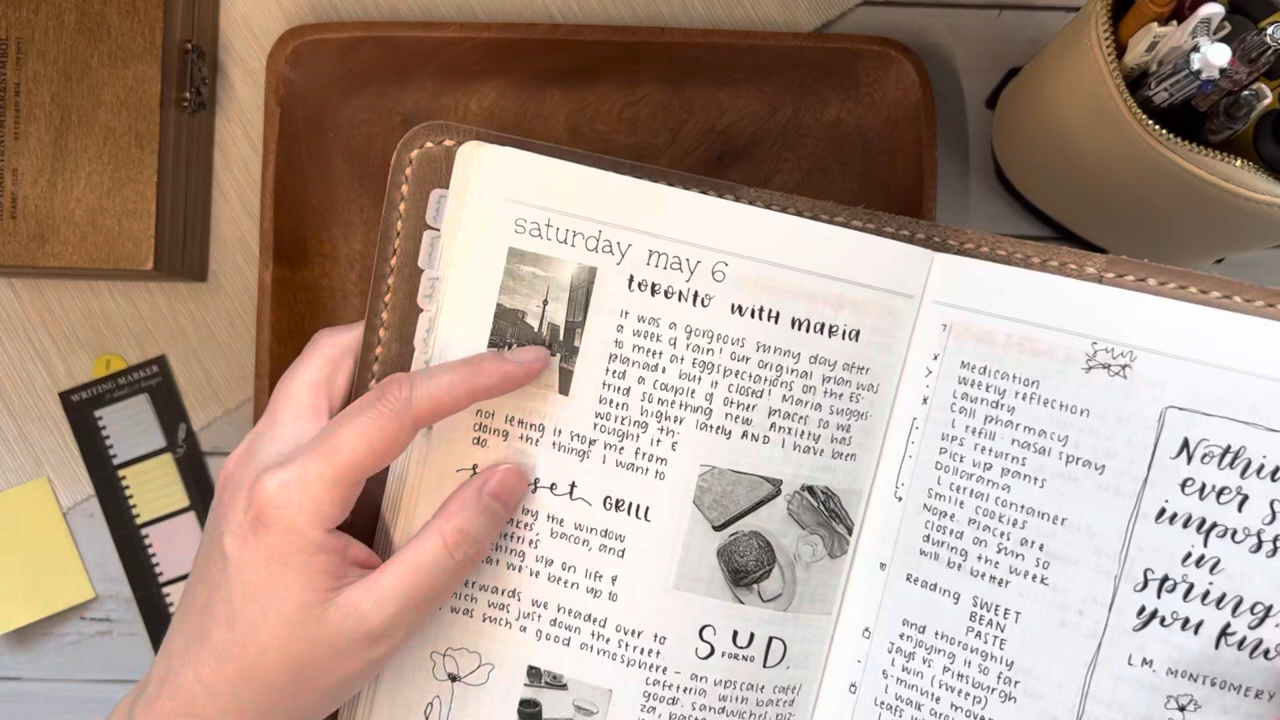 saturday may 6
TORONTO WITH MARIA
It was a gorgeous sunny day after
a week of rain! Our original plan was
to meet at Eggspectations on the Es-
planade but it closed! Maria sugges-
ted a couple of other places so we
tried something new. Anxiety has
been higher lately AND I have been
working th-
rought it &
not letting it stop me from
doing the things I want to
do.
GRILL
by the window
bacon, and
up on life &
we've been up to
we headed over to
which was just down the street.
was such a good atmosphere - an upscale café/
SUD
FORNO
cafeteria with baked
goods, sandwiches, piz-
za,
7
sun
Medication
weekly reflection
Laundry
Call pharmacy
L refill: nasal spray
UPS returns
Pick up pants
Dollarama
L cereal container
Smile cookies
Nope. Places are
closed on Sun. so
during the week
will be better
Reading SWEET
BEAN
PASTE
and thoroughly
enjoying it so far
Jays vs. Pittsburgh
L win (sweep)
6-minute
L walk
Leafs
ever
in
spring,
you
L.M. MONTGOMERY
WRITING MARKER